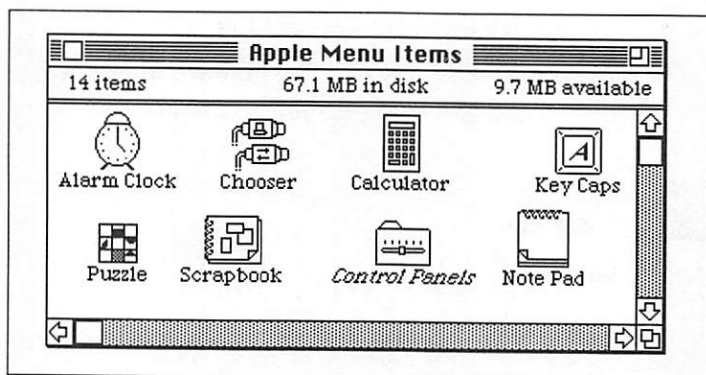 Apple Menu Items
14 items 67.1 MB in disk 9.7 MB available
Alarm Clock Chooser Calculator Key Caps
A
Puzzle Scrapbook Control Panels Note Pad